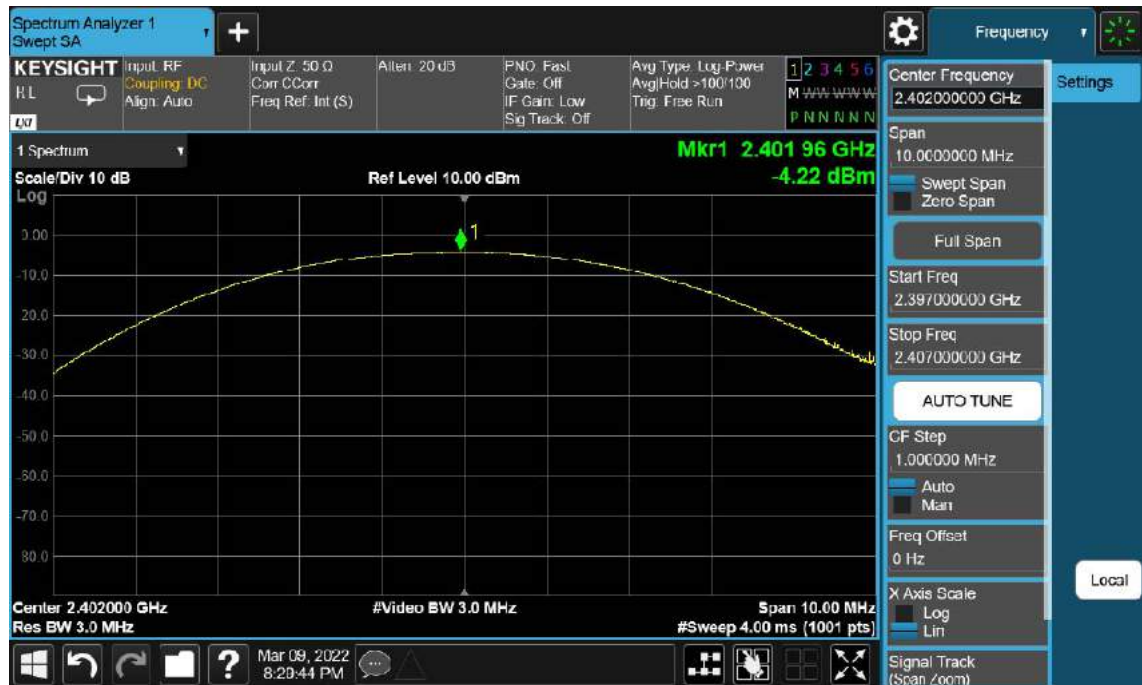 Spectrum Analyzer 1
Swept SA
Frequency
KEYSIGHT
Input: RF
Coupling: DC
Align: Auto
Input Z: 50 Ω
Corr CCorr
Freq Ref: Int (S)
Atten: 20 dB
PNO: Fast
Gate: Off
IF Gain: Low
Sig Track: Off
Avg Type: Log-Power
Avg|Hold >100/100
Trig: Free Run
1 2 3 4 5 6
M W W W W W
P N N N N N
LXI
1 Spectrum
Scale/Div 10 dB
Ref Level 10.00 dBm
Mkr1 2.401 96 GHz
-4.22 dBm
Log
1
0.00
-10.0
-20.0
-30.0
-40.0
-50.0
-60.0
-70.0
-80.0
Center 2.402000 GHz
Res BW 3.0 MHz
#Video BW 3.0 MHz
Span 10.00 MHz
#Sweep 4.00 ms (1001 pts)
Center Frequency
2.402000000 GHz
Settings
Span
10.0000000 MHz
Swept Span
Zero Span
Full Span
Start Freq
2.397000000 GHz
Stop Freq
2.407000000 GHz
AUTO TUNE
CF Step
1.000000 MHz
Auto
Man
Freq Offset
0 Hz
X Axis Scale
Log
Lin
Local
Signal Track
(Span Zoom)
?
Mar 09, 2022
8:20:44 PM